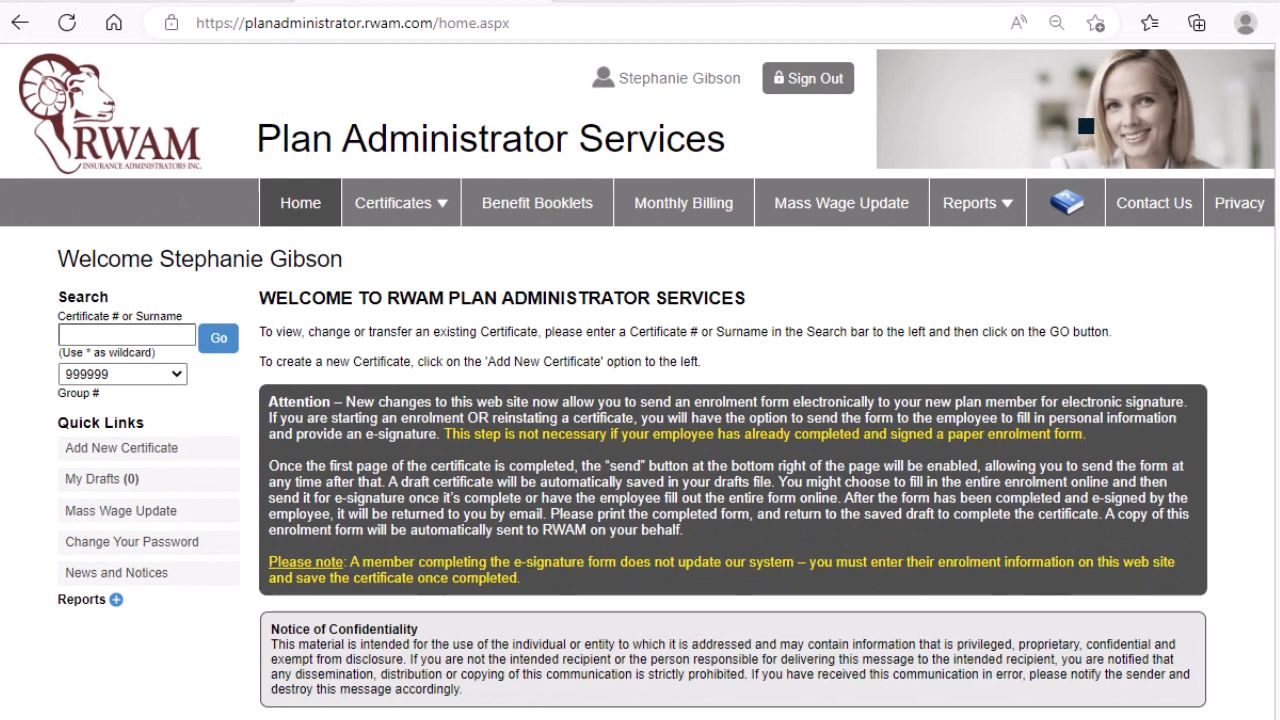 https://planadministrator.rwam.com/home.aspx
Stephanie Gibson
Sign Out
RWAM
INSURANCE ADMINISTRATORS INC.
Plan Administrator Services
Home
Certificates
Benefit Booklets
Monthly Billing
Mass Wage Update
Reports
Contact Us
Privacy
Welcome Stephanie Gibson
Search
Certificate # or Surname
Go
(Use * as wildcard)
999999
Group #
Quick Links
Add New Certificate
My Drafts (0)
Mass Wage Update
Change Your Password
News and Notices
Reports
WELCOME TO RWAM PLAN ADMINISTRATOR SERVICES
To view, change or transfer an existing Certificate, please enter a Certificate # or Surname in the Search bar to the left and then click on the GO button.
To create a new Certificate, click on the 'Add New Certificate' option to the left.
Attention – New changes to this web site now allow you to send an enrolment form electronically to your new plan member for electronic signature.
If you are starting an enrolment OR reinstating a certificate, you will have the option to send the form to the employee to fill in personal information
and provide an e-signature. This step is not necessary if your employee has already completed and signed a paper enrolment form.
Once the first page of the certificate is completed, the “send” button at the bottom right of the page will be enabled, allowing you to send the form at
any time after that. A draft certificate will be automatically saved in your drafts file. You might choose to fill in the entire enrolment online and then
send it for e-signature once it's complete or have the employee fill out the entire form online. After the form has been completed and e-signed by the
employee, it will be returned to you by email. Please print the completed form, and return to the saved draft to complete the certificate. A copy of this
enrolment form will be automatically sent to RWAM on your behalf.
Please note: A member completing the e-signature form does not update our system – you must enter their enrolment information on this web site
and save the certificate once completed.
Notice of Confidentiality
This material is intended for the use of the individual or entity to which it is addressed and may contain information that is privileged, proprietary, confidential and
exempt from disclosure. If you are not the intended recipient or the person responsible for delivering this message to the intended recipient, you are notified that
any dissemination, distribution or copying of this communication is strictly prohibited. If you have received this communication in error, please notify the sender and
destroy this message accordingly.